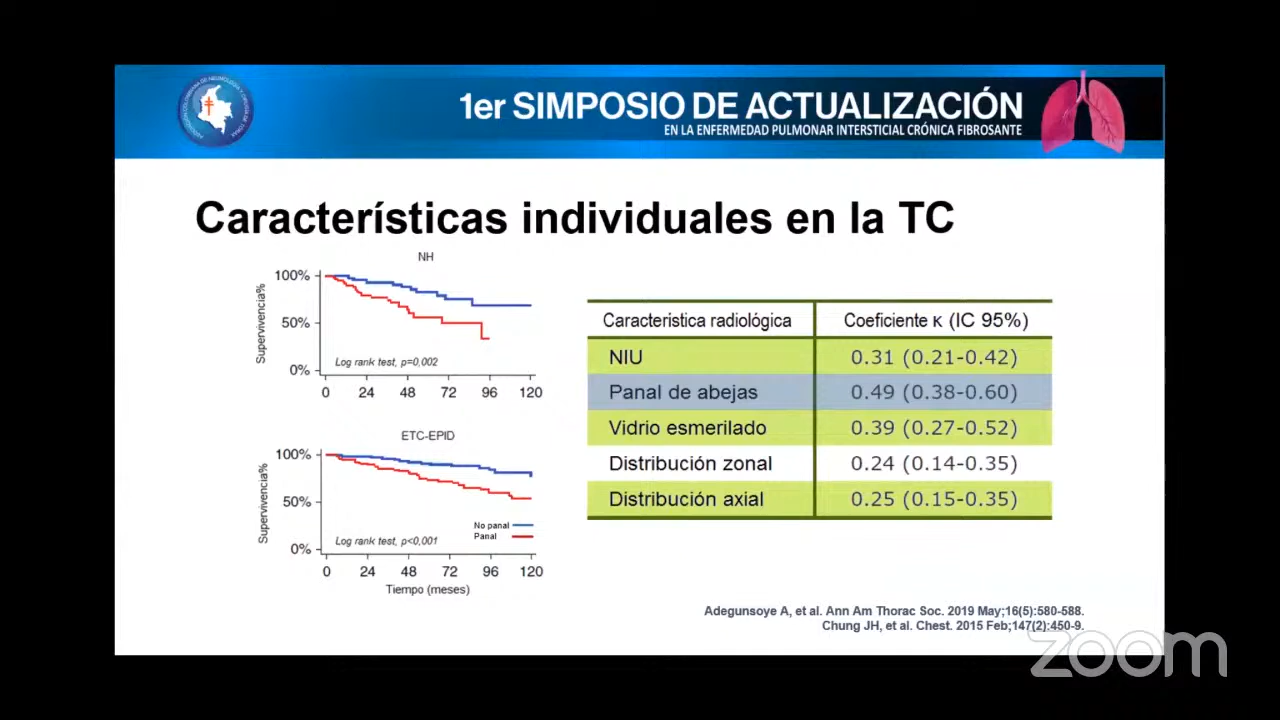 1er SIMPOSIO DE ACTUALIZACIÓN
EN LA ENFERMEDAD PULMONAR INTERSTICIAL CRÓNICA FIBROSANTE
Características individuales en la TC
NH
100%
50%
0%
Supervivencia%
Log rank test, p=0,002
0 24 48 72 96 120
ETC-EPID
100%
50%
0%
Supervivencia%
No panal
Panal
Log rank test, p<0,001
0 24 48 72 96 120
Tiempo (meses)
Caracteristica radiológica Coeficiente κ (IC 95%)
NIU 0.31 (0.21-0.42)
Panal de abejas 0.49 (0.38-0.60)
Vidrio esmerilado 0.39 (0.27-0.52)
Distribución zonal 0.24 (0.14-0.35)
Distribución axial 0.25 (0.15-0.35)
Adegunsoye A, et al. Ann Am Thorac Soc. 2019 May;16(5):580-588.
Chung JH, et al. Chest. 2015 Feb;147(2):450-9.
zoom